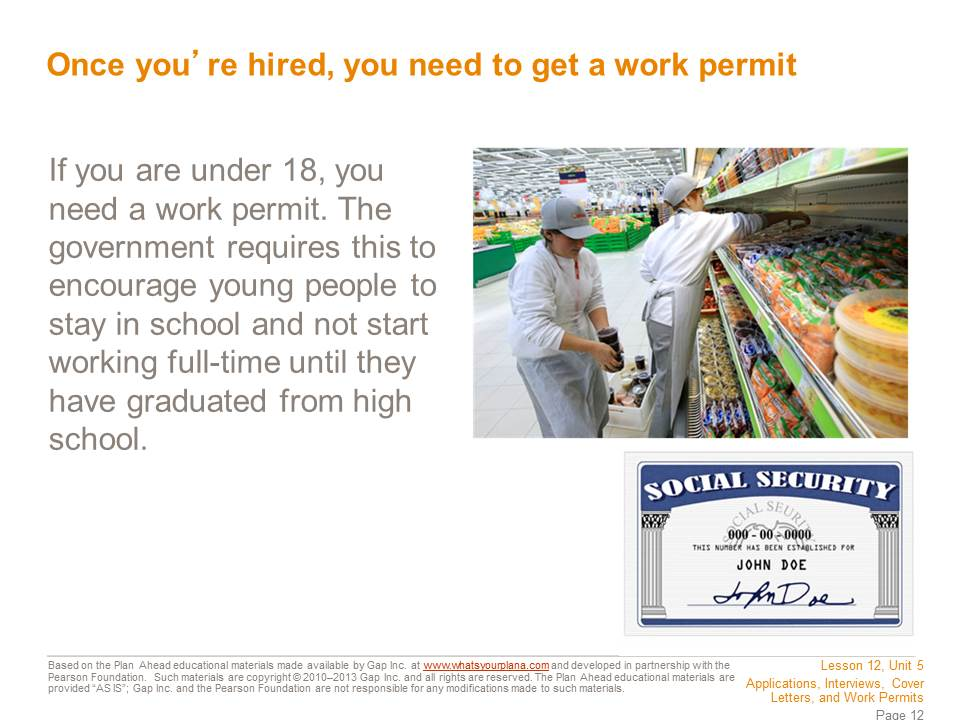 Once you’re hired, you need to get a work permit
If you are under 18, you
need a work permit. The
government requires this to
encourage young people to
stay in school and not start
working full-time until they
have graduated from high
school.
SOCIAL SECURITY
SOCIAL SECURITY
000-00-0000
THIS NUMBER HAS BEEN ESTABLISHED FOR
JOHN DOE
John Doe
Based on the Plan Ahead educational materials made available by Gap Inc. at www.whatsyourplana.com and developed in partnership with the
Pearson Foundation. Such materials are copyright © 2010–2013 Gap Inc. and all rights are reserved. The Plan Ahead educational materials are
provided “AS IS”; Gap Inc. and the Pearson Foundation are not responsible for any modifications made to such materials.
Lesson 12, Unit 5
Applications, Interviews, Cover
Letters, and Work Permits
Page 12